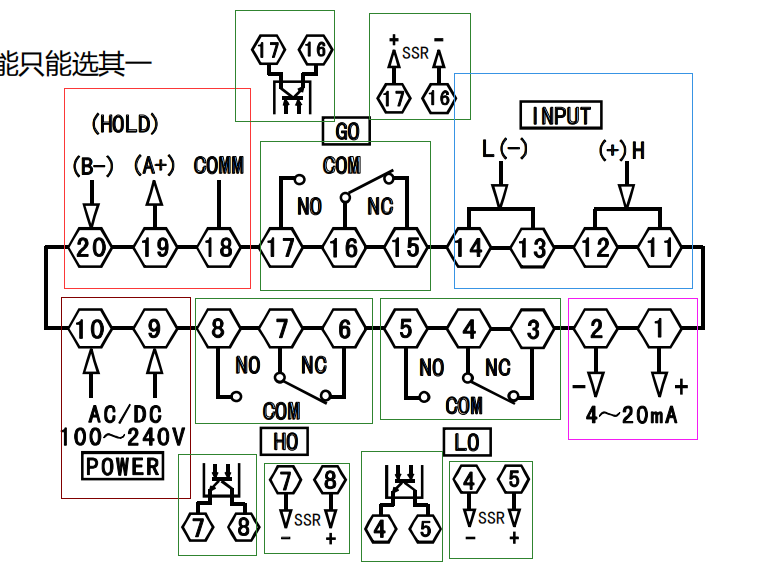 能只能选其一
17 16
+ SSR -
17 16
(HOLD)
GO
INPUT
(B-) (A+) COMM
COM
L(-) (+)H
NO NC
20 19 18 17 16 15 14 13 12 11
10 9 8 7 6 5 4 3 2 1
NO NC NO NC
- +
AC/DC COM COM 4～20mA
100～240V
POWER HO LO
7 8 4 5
SSR SSR
7 8 - + 4 5 - +